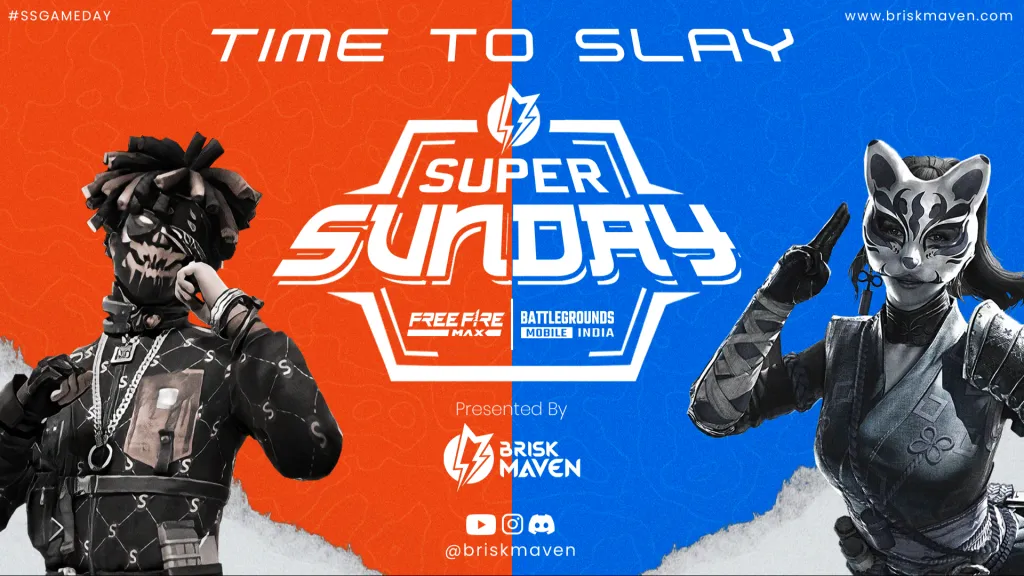 #SSGAMEDAY
www.briskmaven.com
TIME TO SLAY
SUPER
SUNDAY
FREE FIRE
MAX
BATTLEGROUNDS
MOBILE INDIA
Presented By
BRISK
MAVEN
@briskmaven